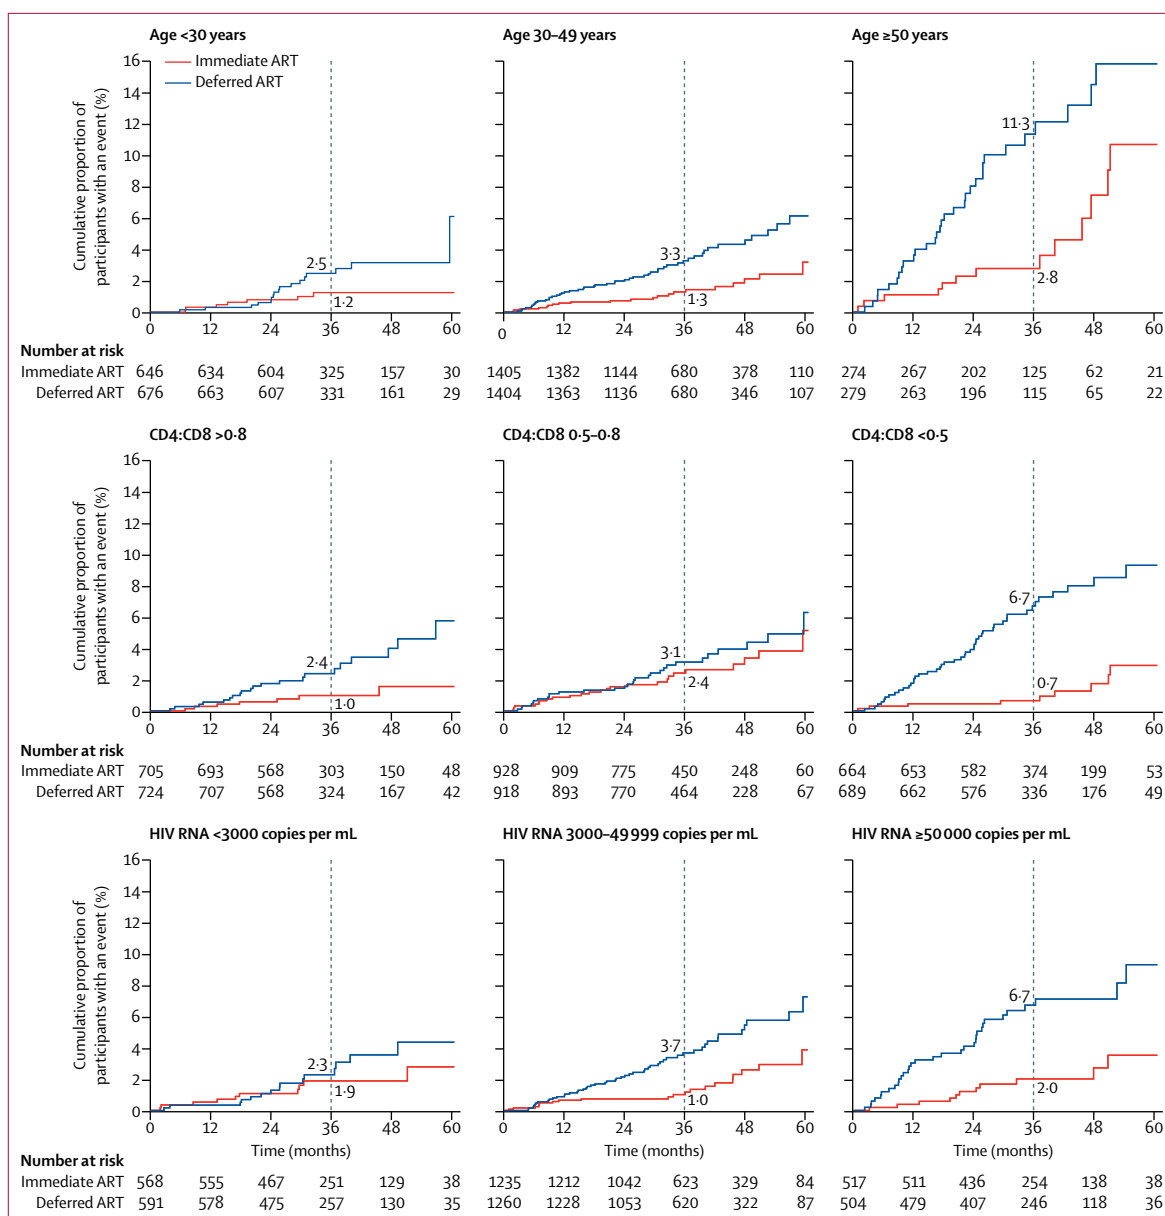 Age <30 years
Age 30–49 years
Age ≥50 years
Immediate ART
Deferred ART
Cumulative proportion of
participants with an event (%)
16
14
12
10
8
6
4
2
0
2·5
1·2
3·3
1·3
11·3
2·8
0 12 24 36 48 60
0 12 24 36 48 60
0 12 24 36 48 60
Number at risk
Immediate ART 646 634 604 325 157 30 1405 1382 1144 680 378 110 274 267 202 125 62 21
Deferred ART 676 663 607 331 161 29 1404 1363 1136 680 346 107 279 263 196 115 65 22
CD4:CD8 >0·8
CD4:CD8 0·5–0·8
CD4:CD8 <0·5
Cumulative proportion of
participants with an event (%)
16
14
12
10
8
6
4
2
0
2·4
1·0
3·1
2·4
6·7
0·7
0 12 24 36 48 60
0 12 24 36 48 60
0 12 24 36 48 60
Number at risk
Immediate ART 705 693 568 303 150 48 928 909 775 450 248 60 664 653 582 374 199 53
Deferred ART 724 707 568 324 167 42 918 893 770 464 228 67 689 662 576 336 176 49
HIV RNA <3000 copies per mL
HIV RNA 3000–49 999 copies per mL
HIV RNA ≥50 000 copies per mL
Cumulative proportion of
participants with an event (%)
16
14
12
10
8
6
4
2
0
2·3
1·9
3·7
1·0
6·7
2·0
0 12 24 36 48 60
0 12 24 36 48 60
0 12 24 36 48 60
Time (months)
Time (months)
Time (months)
Number at risk
Immediate ART 568 555 467 251 129 38 1235 1212 1042 623 329 84 517 511 436 254 138 38
Deferred ART 591 578 475 257 130 35 1260 1228 1053 620 322 87 504 479 407 246 118 36